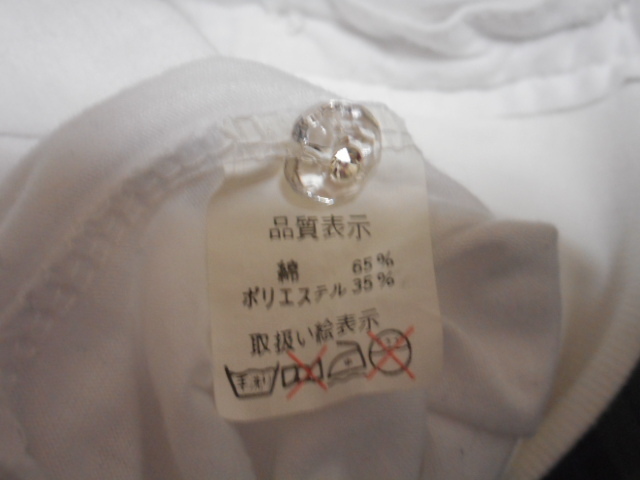 品質表示
綿 65%
ポリエステル 35%
取扱い絵表示
手洗イ